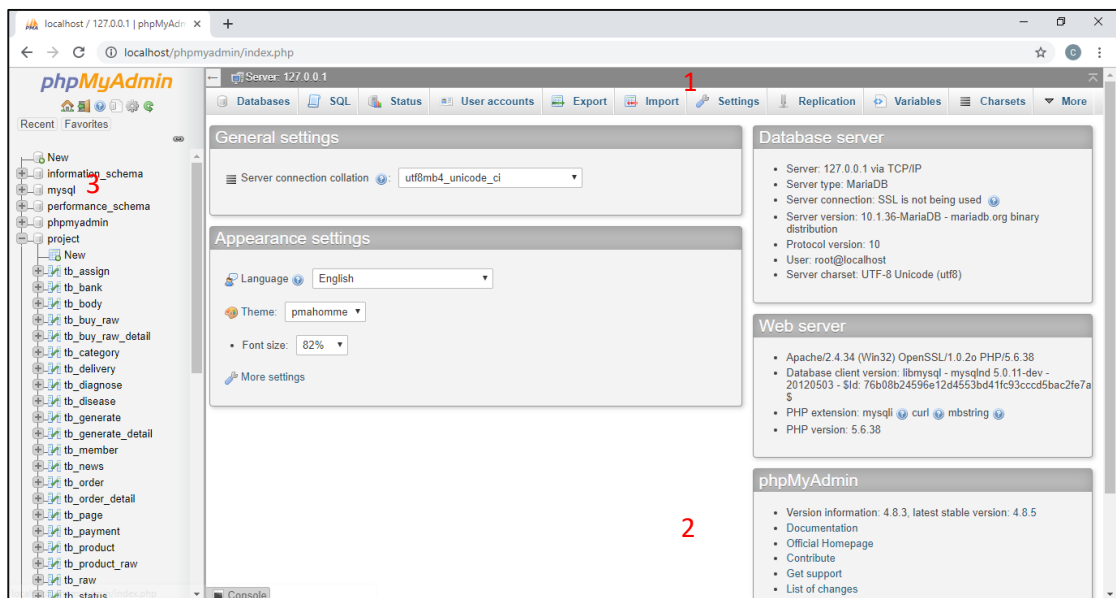 localhost / 127.0.0.1 | phpMyAdm
localhost/phpmyadmin/index.php
C
phpMyAdmin
Recent Favorites
New
information_schema
mysql
performance_schema
phpmyadmin
project
New
tb_assign
tb_bank
tb_body
tb_buy_raw
tb_buy_raw_detail
tb_category
tb_delivery
tb_diagnose
tb_disease
tb_generate
tb_generate_detail
tb_member
tb_news
tb_order
tb_order_detail
tb_page
tb_payment
tb_product
tb_product_raw
tb_raw
tb_status
3
Server: 127.0.0.1
1
Databases SQL Status User accounts Export Import Settings Replication Variables Charsets More
General settings
Server connection collation : utf8mb4_unicode_ci
Appearance settings
Language English
Theme: pmahomme
Font size: 82%
More settings
2
Console
Database server
Server: 127.0.0.1 via TCP/IP
Server type: MariaDB
Server connection: SSL is not being used
Server version: 10.1.36-MariaDB - mariadb.org binary
distribution
Protocol version: 10
User: root@localhost
Server charset: UTF-8 Unicode (utf8)
Web server
Apache/2.4.34 (Win32) OpenSSL/1.0.2o PHP/5.6.38
Database client version: libmysql - mysqlnd 5.0.11-dev -
20120503 - $Id: 76b08b24596e12d4553bd41fc93cccd5bac2fe7a
$
PHP extension: mysqli curl mbstring
PHP version: 5.6.38
phpMyAdmin
Version information: 4.8.3, latest stable version: 4.8.5
Documentation
Official Homepage
Contribute
Get support
List of changes